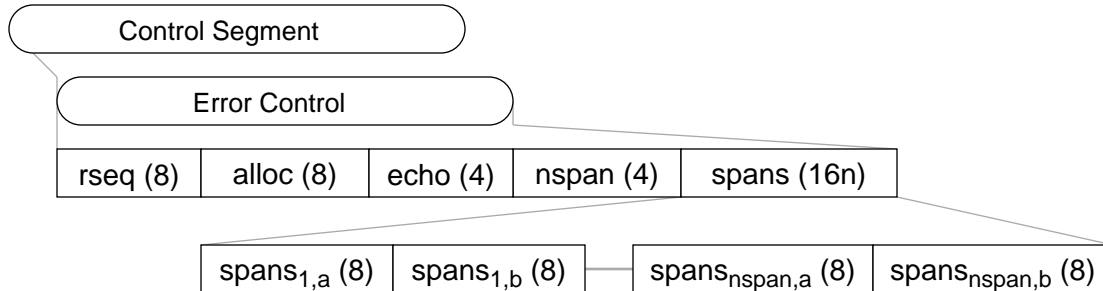 Control Segment
Error Control
rseq (8) alloc (8) echo (4) nspan (4) spans (16n)
spans1,a (8) spans1,b (8) spansnspan,a (8) spansnspan,b (8)